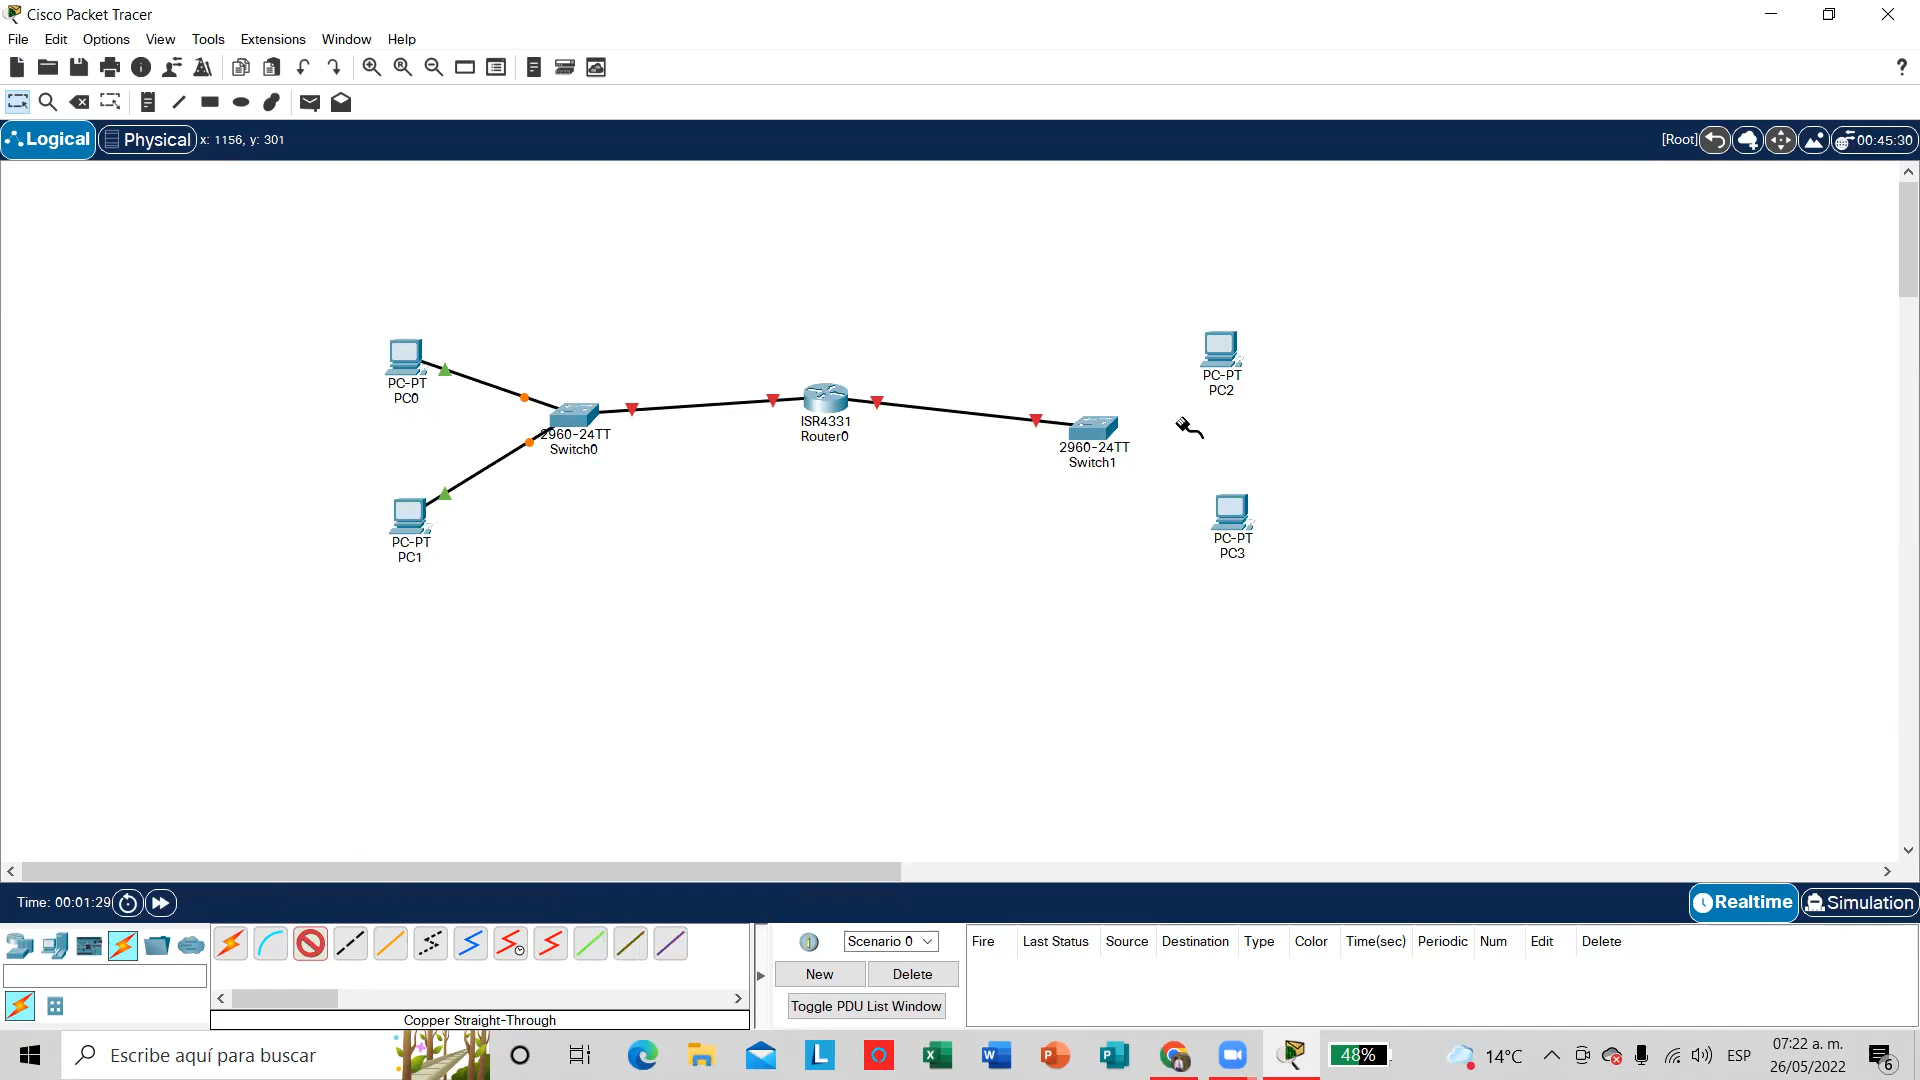 Cisco Packet Tracer
File Edit Options View Tools Extensions Window Help
Logical Physical x: 1156, y: 301 [Root] 00:45:30
PC-PT
PC0
2960-24TT
Switch0
PC-PT
PC1
ISR4331
Router0
2960-24TT
Switch1
PC-PT
PC2
PC-PT
PC3
Time: 00:01:29 Realtime Simulation
Scenario 0
New Delete
Toggle PDU List Window
Fire Last Status Source Destination Type Color Time(sec) Periodic Num Edit Delete
Copper Straight-Through
Escribe aquí para buscar
48% 14°C ESP 07:22 a. m.
26/05/2022 6